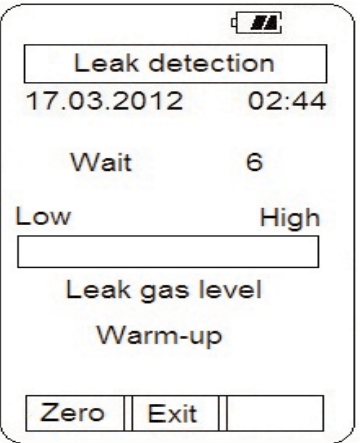 Leak detection
17.03.2012 02:44
Wait 6
Low High
Leak gas level
Warm-up
Zero Exit